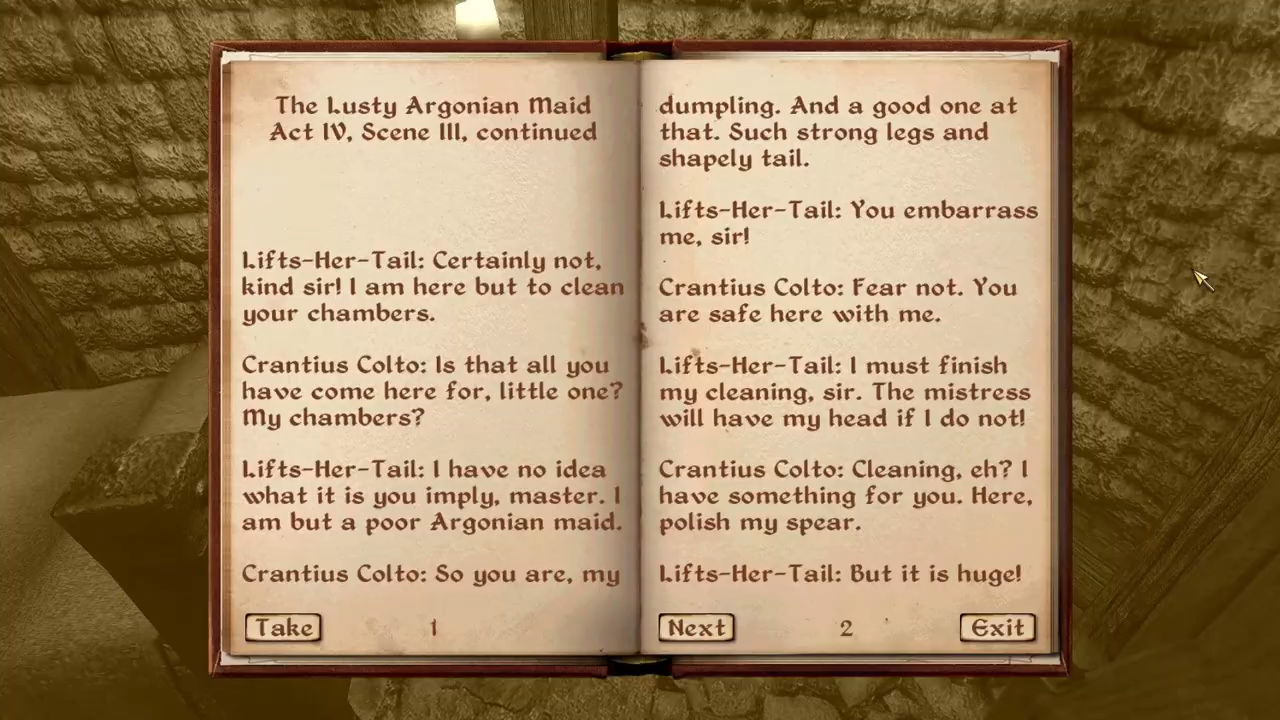 The Lusty Argonian Maid
Act IV, Scene III, continued
Lifts-Her-Tail: Certainly not,
kind sir! I am here but to clean
your chambers.
Crantius Colto: Is that all you
have come here for, little one?
My chambers?
Lifts-Her-Tail: I have no idea
what it is you imply, master. I
am but a poor Argonian maid.
Crantius Colto: So you are, my
Take
1
dumpling. And a good one at
that. Such strong legs and
shapely tail.
Lifts-Her-Tail: You embarrass
me, sir!
Crantius Colto: Fear not. You
are safe here with me.
Lifts-Her-Tail: I must finish
my cleaning, sir. The mistress
will have my head if I do not!
Crantius Colto: Cleaning, eh? I
have something for you. Here,
polish my spear.
Lifts-Her-Tail: But it is huge!
Next
2
Exit